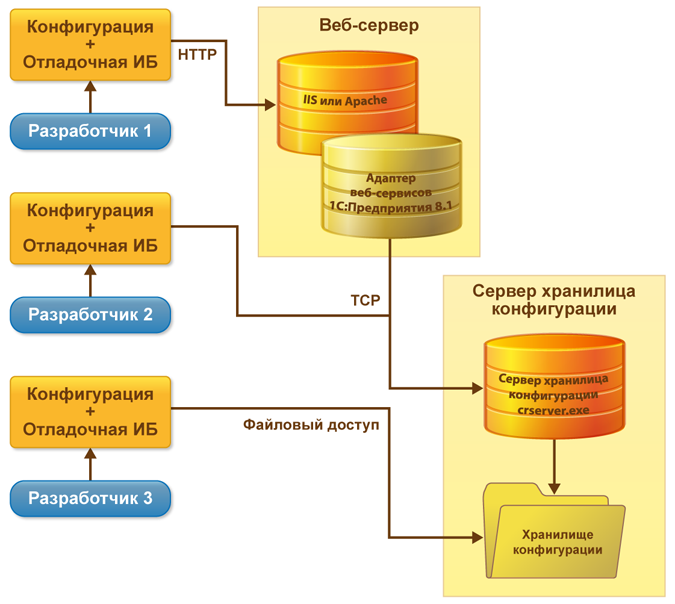 Конфигурация
+
Отладочная ИБ
Разработчик 1
HTTP
Веб-сервер
IIS или Apache
Адаптер
веб-сервисов
1С:Предприятия 8.1
Конфигурация
+
Отладочная ИБ
Разработчик 2
TCP
Сервер хранилица
конфигурации
Сервер хранилица
конфигурации
crserver.exe
Конфигурация
+
Отладочная ИБ
Разработчик 3
Файловый доступ
Хранилище
конфигурации